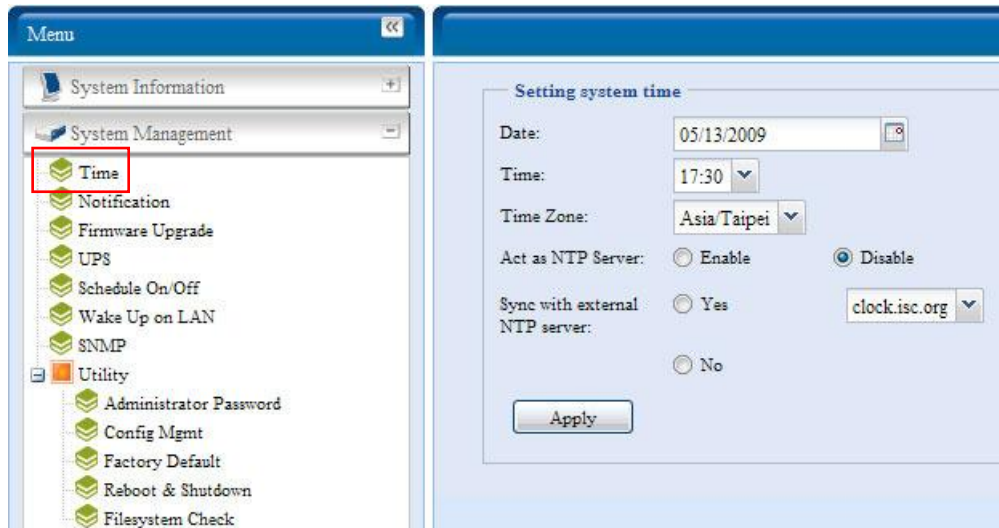 Menu
System Information
System Management
Time
Notification
Firmware Upgrade
UPS
Schedule On/Off
Wake Up on LAN
SNMP
Utility
Administrator Password
Config Mgmt
Factory Default
Reboot & Shutdown
Filesystem Check
Setting system time
Date: 05/13/2009
Time: 17:30
Time Zone: Asia/Taipei
Act as NTP Server: Enable Disable
Sync with external Yes clock.isc.org
NTP server:
No
Apply